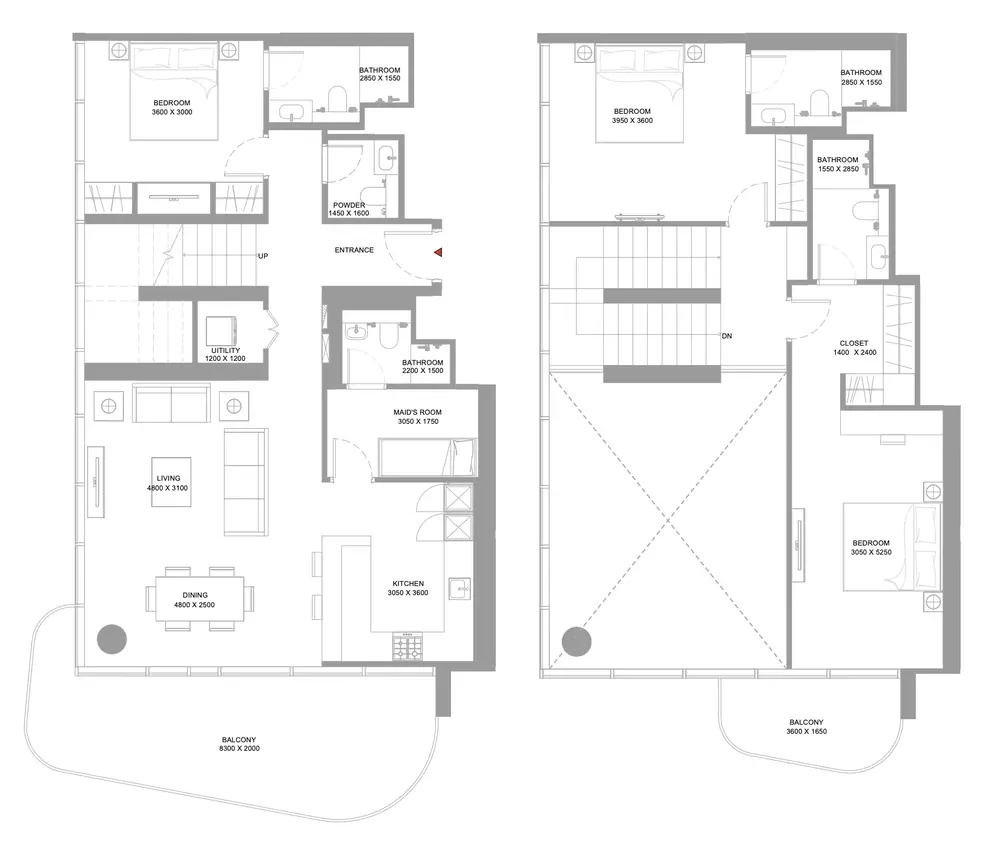 BATHROOM
2850 X 1550
BEDROOM
3600 X 3000
POWDER
1450 X 1600
ENTRANCE
UP
UITILITY
1200 X 1200
BATHROOM
2200 X 1500
MAID'S ROOM
3050 X 1750
LIVING
4800 X 3100
KITCHEN
3050 X 3600
DINING
4800 X 2500
BALCONY
8300 X 2000
BATHROOM
2850 X 1550
BEDROOM
3950 X 3600
BATHROOM
1550 X 2850
DN
CLOSET
1400 X 2400
BEDROOM
3050 X 5250
BALCONY
3600 X 1650